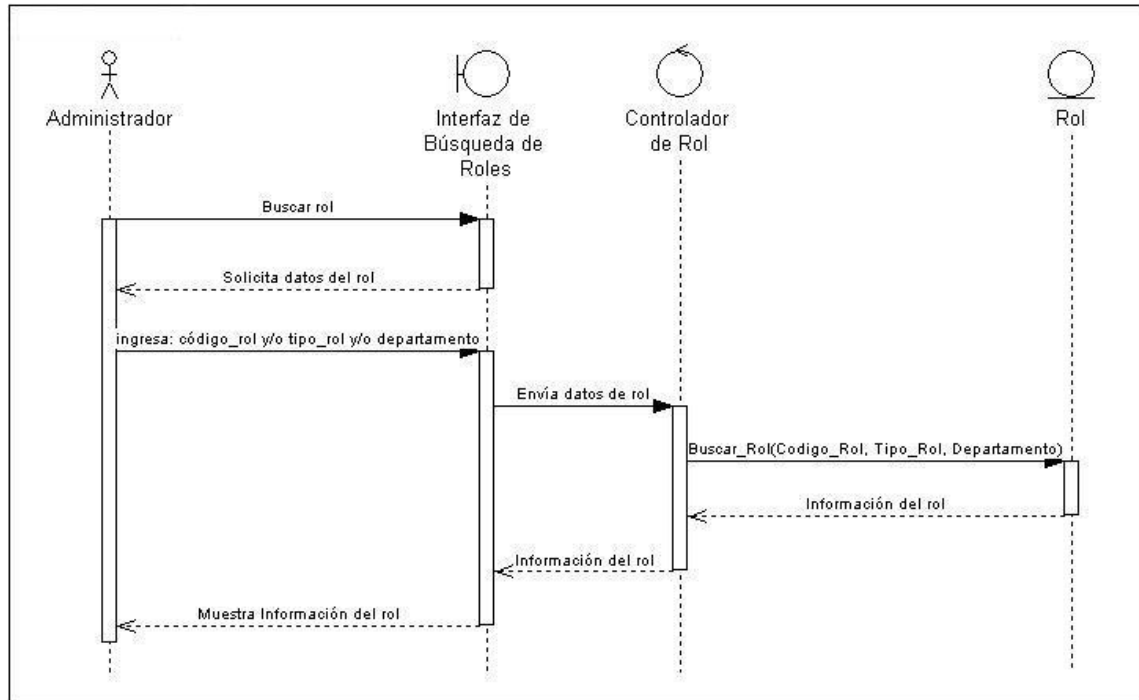 Administrador
Interfaz de
Búsqueda de
Roles
Controlador
de Rol
Rol
Buscar rol
Solicita datos del rol
ingresa: código_rol y/o tipo_rol y/o departamento
Envía datos de rol
Buscar_Rol(Codigo_Rol, Tipo_Rol, Departamento)
Información del rol
Información del rol
Muestra Información del rol